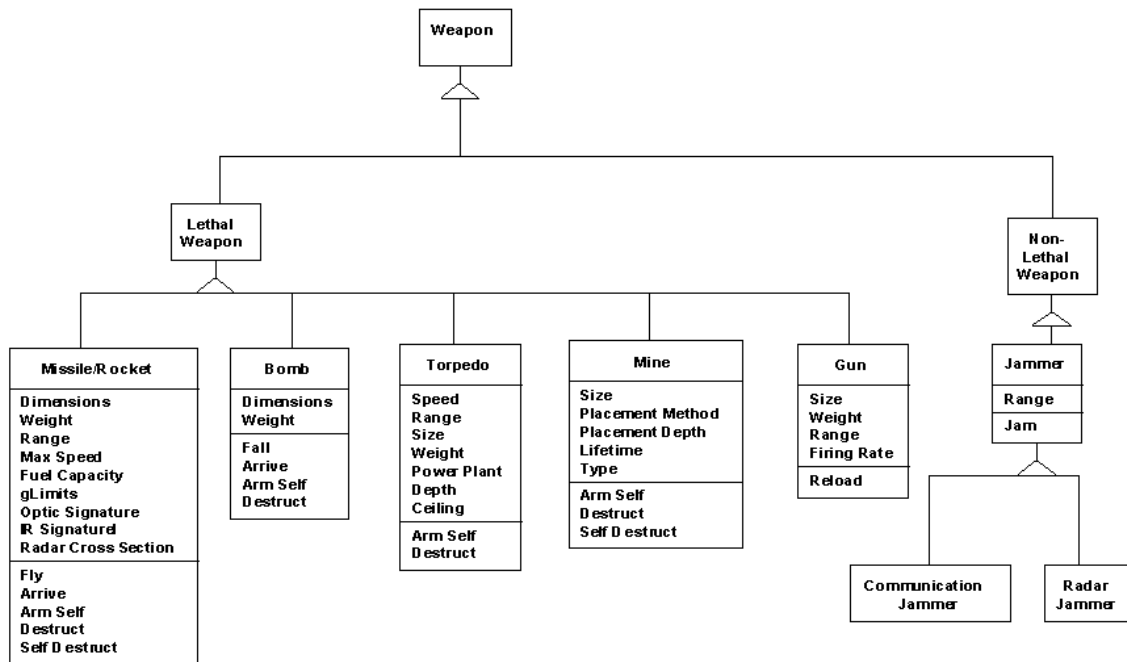 Weapon
Lethal
Weapon
Non-
Lethal
Weapon
Missile/Rocket
Dimensions
Weight
Range
Max Speed
Fuel Capacity
gLimits
Optic Signature
IR Signaturel
Radar Cross Section
Fly
Arrive
Arm Self
Destruct
Self Destruct
Bomb
Dimensions
Weight
Fall
Arrive
Arm Self
Destruct
Torpedo
Speed
Range
Size
Weight
Power Plant
Depth
Ceiling
Arm Self
Destruct
Mine
Size
Placement Method
Placement Depth
Lifetime
Type
Arm Self
Destruct
Self Destruct
Gun
Size
Weight
Range
Firing Rate
Reload
Jammer
Range
Jam
Communication
Jammer
Radar
Jammer